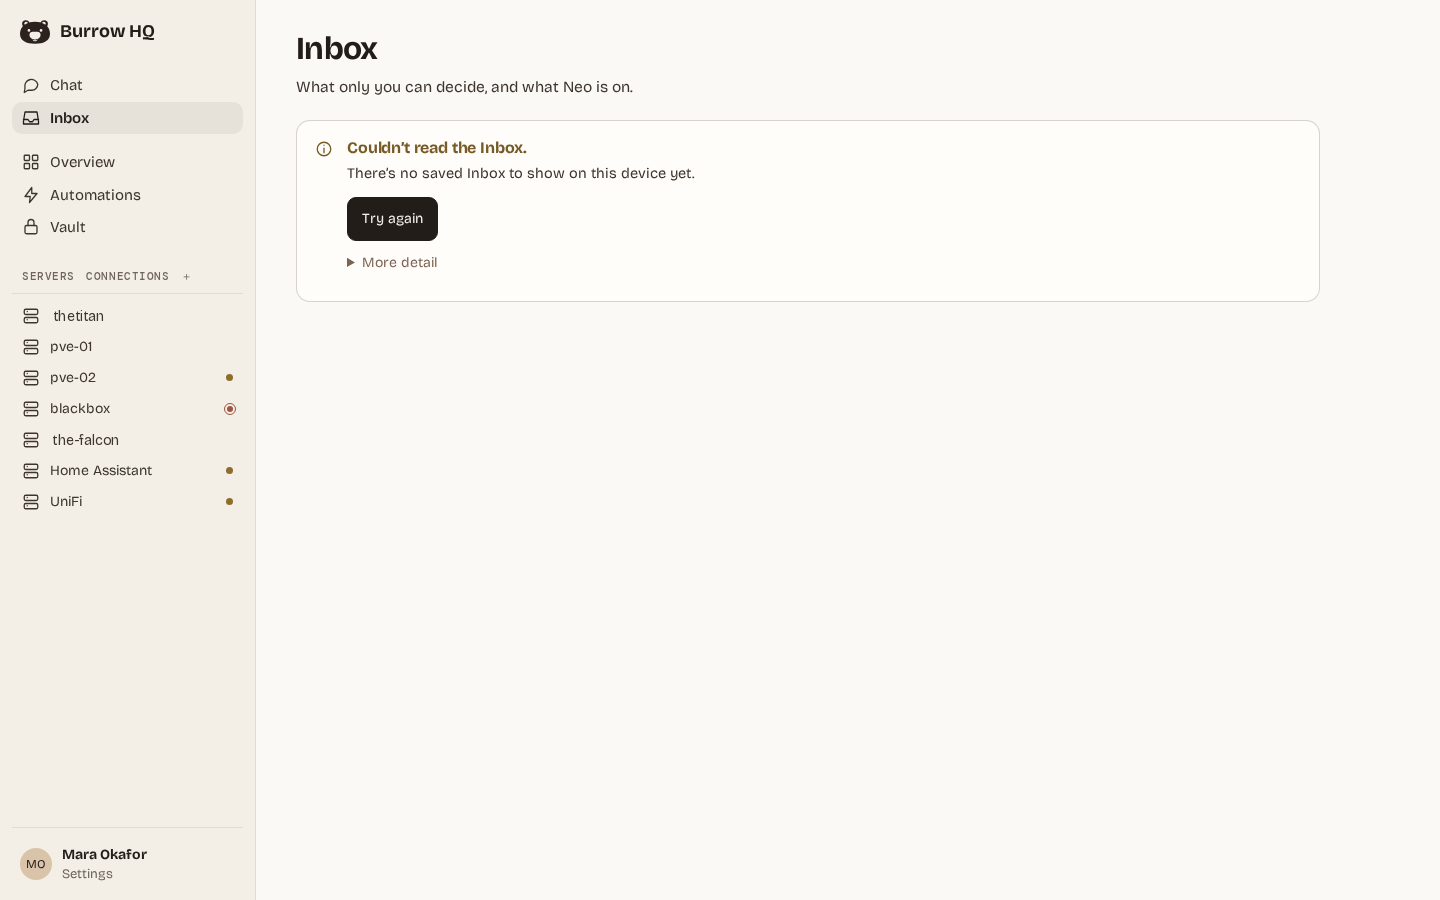 Burrow HQ
Chat
Inbox
Overview
Automations
Vault
SERVERS CONNECTIONS +
thetitan
pve-01
pve-02
blackbox
the-falcon
Home Assistant
UniFi
MO
Mara Okafor
Settings
Inbox
What only you can decide, and what Neo is on.
Couldn’t read the Inbox.
There’s no saved Inbox to show on this device yet.
Try again
More detail